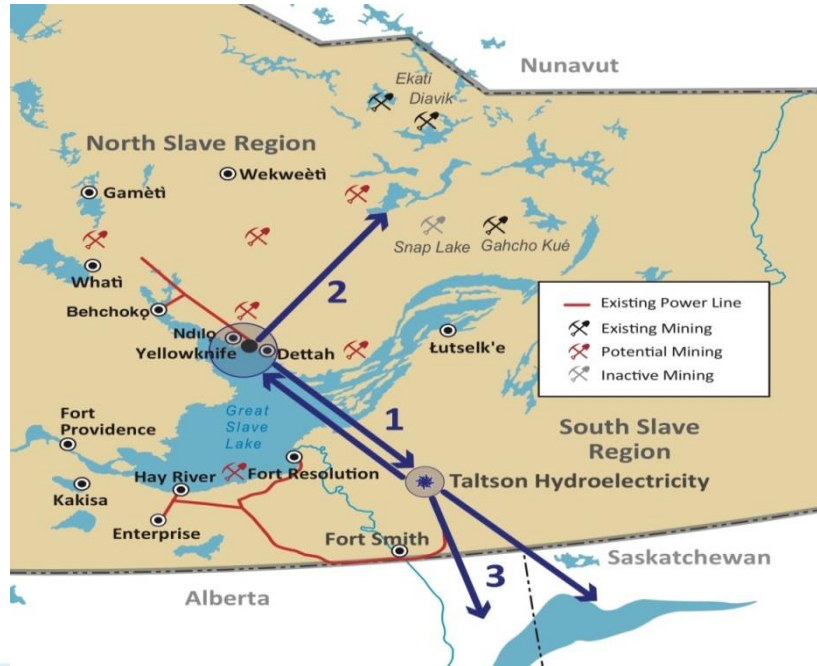 Nunavut
Ekati
Diavik
North Slave Region
Wekweètì
Gamètì
Snap Lake
Gahcho Kué
Whatì
2
Behchokǫ
Existing Power Line
Existing Mining
Potential Mining
Inactive Mining
Ndilǫ
Yellowknife
Dettah
Łutselk'e
Great
Slave
Lake
1
Fort
Providence
South Slave
Region
Hay River
Fort Resolution
Taltson Hydroelectricity
Kakisa
Enterprise
Fort Smith
Saskatchewan
3
Alberta